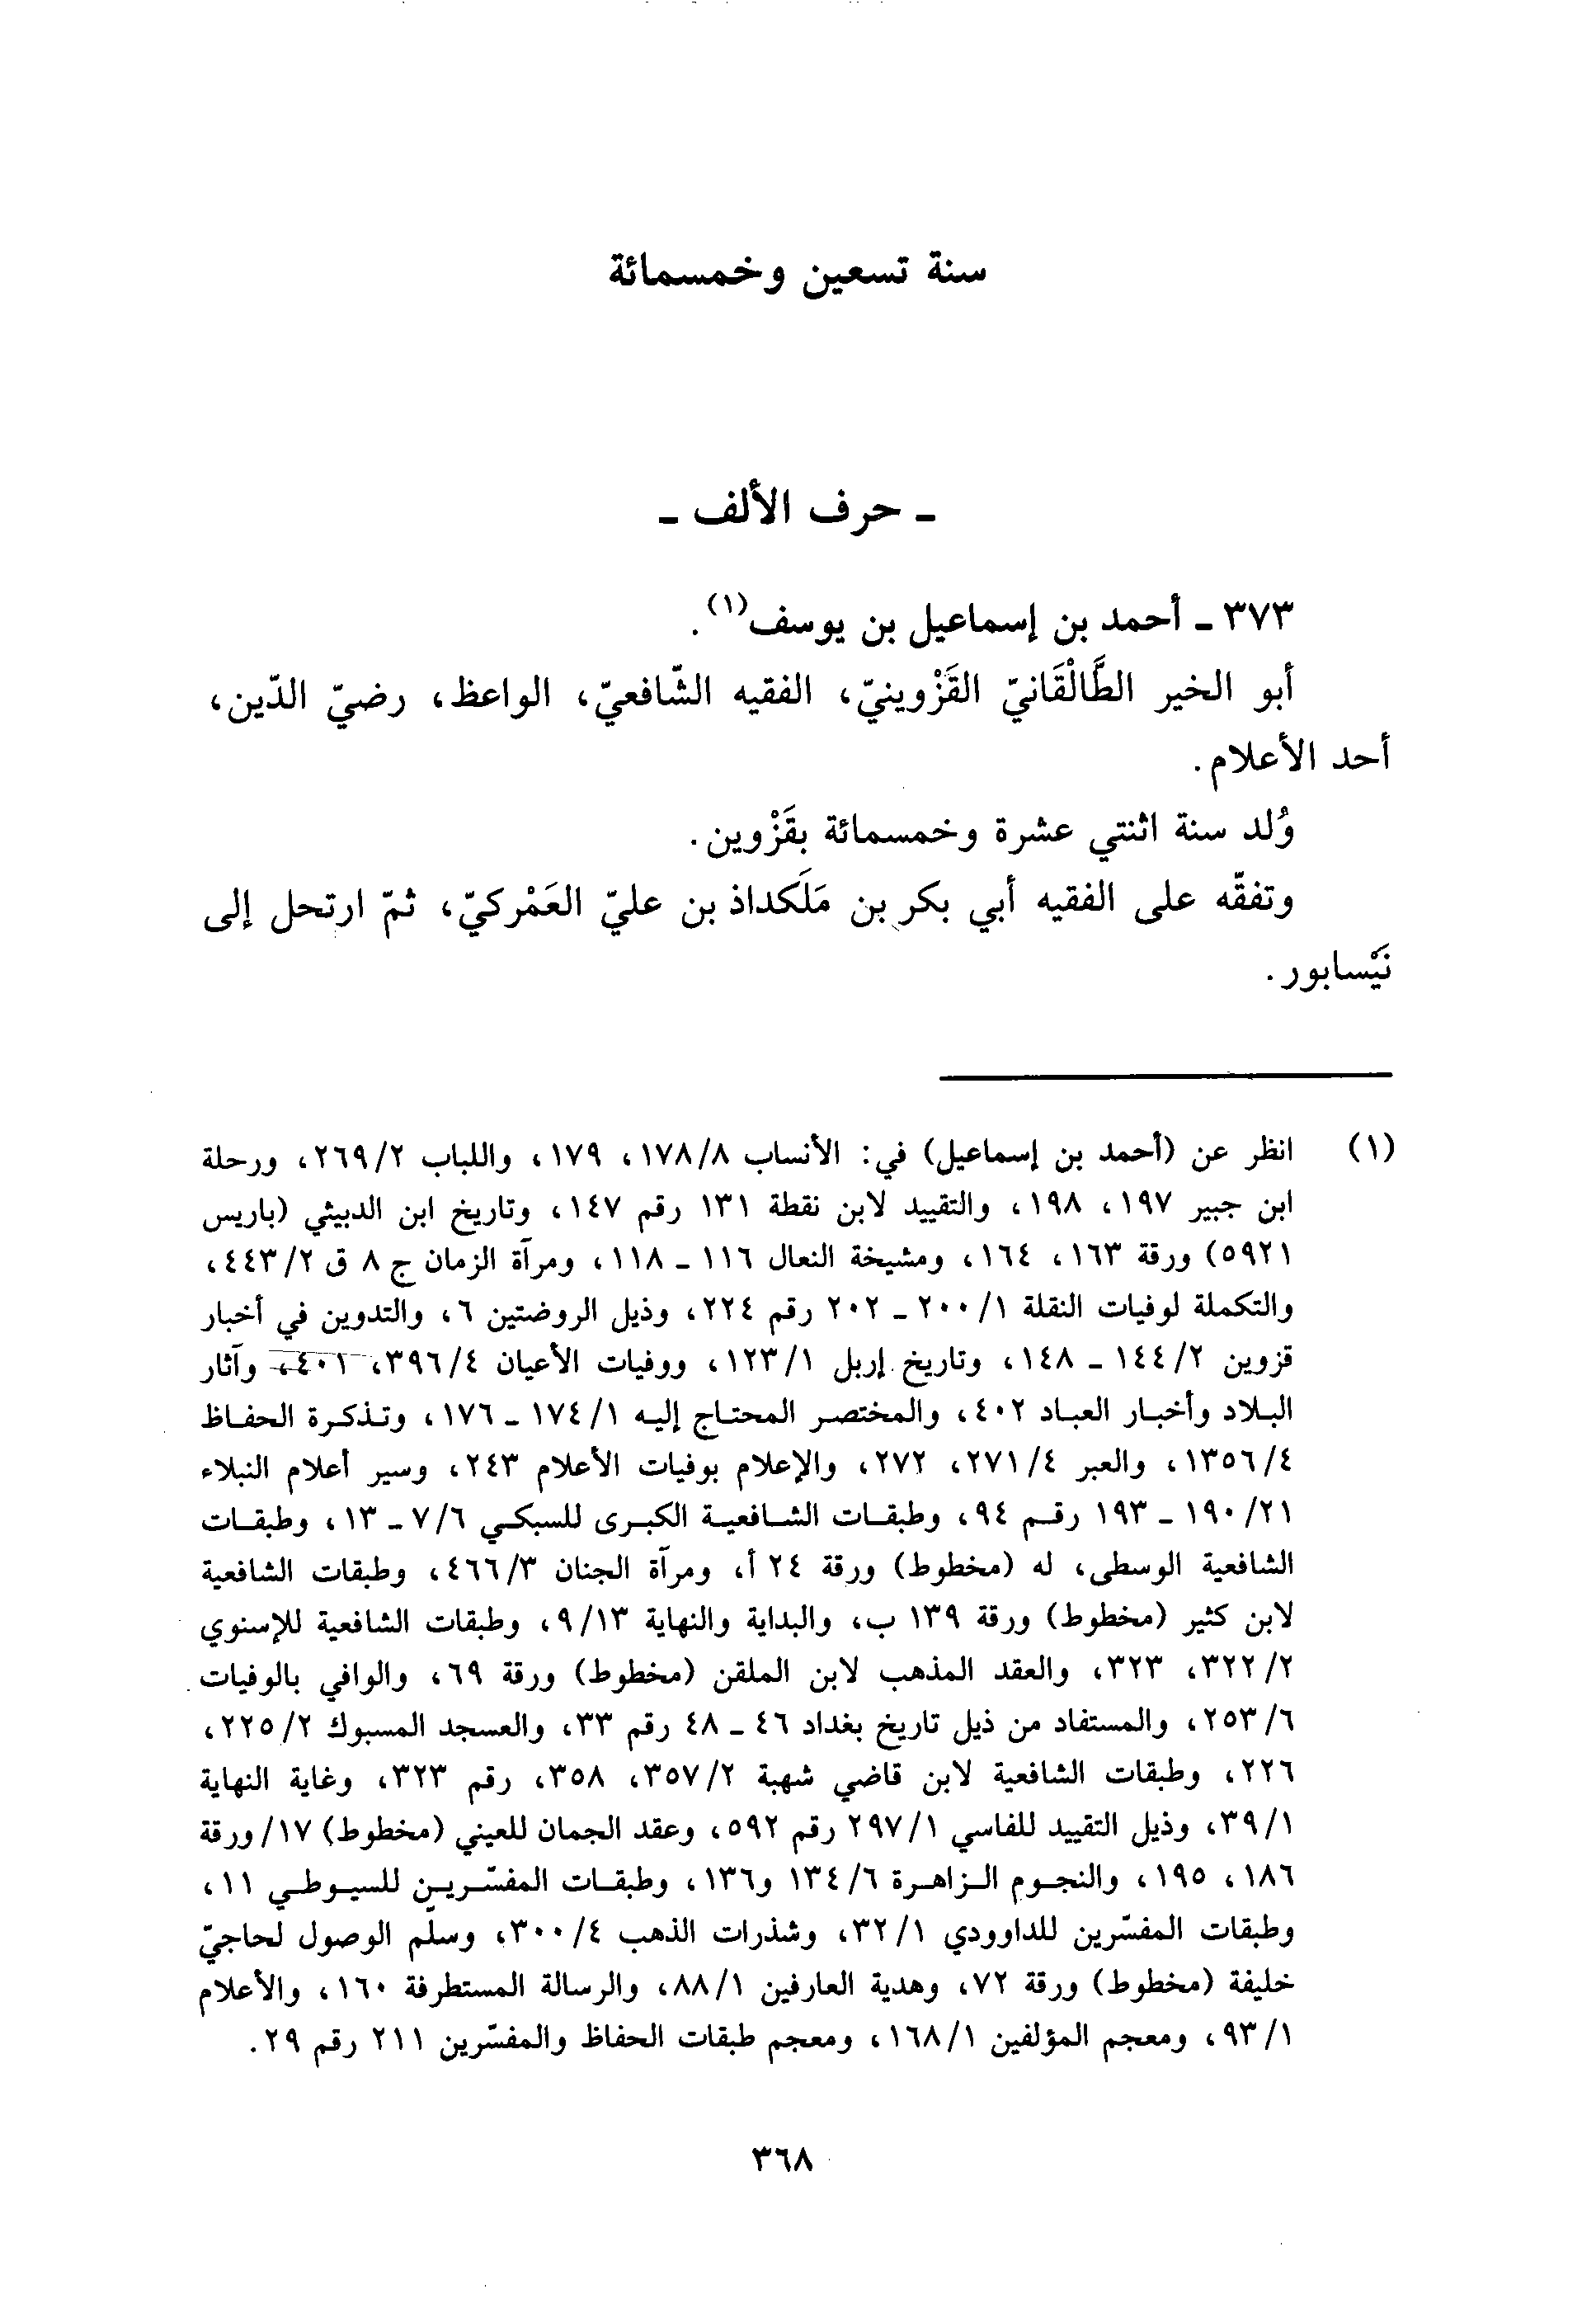 سنة تسعين وخمسمائة
ـ حرف الألف ـ
٣٧٣ ـ أحمد بن إسماعيل بن يوسف(١).
أبو الخير الطَّالْقَانيّ القَزْوينيّ، الفقيه الشّافعيّ، الواعظ، رضيّ الدّين،
أحد الأعلام.
وُلد سنة اثنتي عشرة وخمسمائة بقَزْوين.
وتفقّه على الفقيه أبي بكر بن مَلَكداذ بن عليّ العَمْركيّ، ثمّ ارتحل إلى
نَيْسابور.
(١) انظر عن (أحمد بن إسماعيل) في: الأنساب ١٧٨/٨، ١٧٩، واللباب ٢٦٩/٢، ورحلة
ابن جبير ١٩٧، ١٩٨، والتقييد لابن نقطة ١٣١ رقم ١٤٧، وتاريخ ابن الدبيثي (باريس
٥٩٢١) ورقة ١٦٣، ١٦٤، ومشيخة النعال ١١٦ ـ ١١٨، ومرآة الزمان ج ٨ ق ٤٤٣/٢،
والتكملة لوفيات النقلة ٢٠٠/١ ـ ٢٠٢ رقم ٢٢٤، وذيل الروضتين ٦، والتدوين في أخبار
قزوين ١٤٤/٢ ـ ١٤٨، وتاريخ إربل ١٢٣/١، ووفيات الأعيان ٣٩٦/٤، ٤٠١، وآثار
البلاد وأخبار العباد ٤٠٢، والمختصر المحتاج إليه ١٧٤/١ ـ ١٧٦، وتذكرة الحفاظ
١٣٥٦/٤، والعبر ٢٧١/٤، ٢٧٢، والإعلام بوفيات الأعلام ٢٤٣، وسير أعلام النبلاء
١٩٠/٢١ ـ ١٩٣ رقم ٩٤، وطبقات الشافعية الكبرى للسبكي ٧/٦ ـ ١٣، وطبقات
الشافعية الوسطى، له (مخطوط) ورقة ٢٤ أ، ومرآة الجنان ٤٦٦/٣، وطبقات الشافعية
لابن كثير (مخطوط) ورقة ١٣٩ ب، والبداية والنهاية ٩/١٣، وطبقات الشافعية للإسنوي
٣٢٢/٢، ٣٢٣، والعقد المذهب لابن الملقن (مخطوط) ورقة ٦٩، والوافي بالوفيات
٢٥٣/٦، والمستفاد من ذيل تاريخ بغداد ٤٦ ـ ٤٨ رقم ٣٣، والعسجد المسبوك ٢٢٥/٢،
٢٢٦، وطبقات الشافعية لابن قاضي شهبة ٣٥٧/٢، ٣٥٨، رقم ٣٢٣، وغاية النهاية
٣٩/١، وذيل التقييد للفاسي ٢٩٧/١ رقم ٥٩٢، وعقد الجمان للعيني (مخطوط) ١٧/ورقة
١٨٦، ١٩٥، والنجوم الزاهرة ١٣٤/٦ و١٣٦، وطبقات المفسّرين للسيوطي ١١،
وطبقات المفسّرين للداوودي ٣٢/١، وشذرات الذهب ٣٠٠/٤، وسلّم الوصول لحاجيّ
خليفة (مخطوط) ورقة ٧٢، وهدية العارفين ٨٨/١، والرسالة المستطرفة ١٦٠، والأعلام
٩٣/١، ومعجم المؤلفين ١٦٨/١، ومعجم طبقات الحفاظ والمفسّرين ٢١١ رقم ٢٩.
٣٦٨